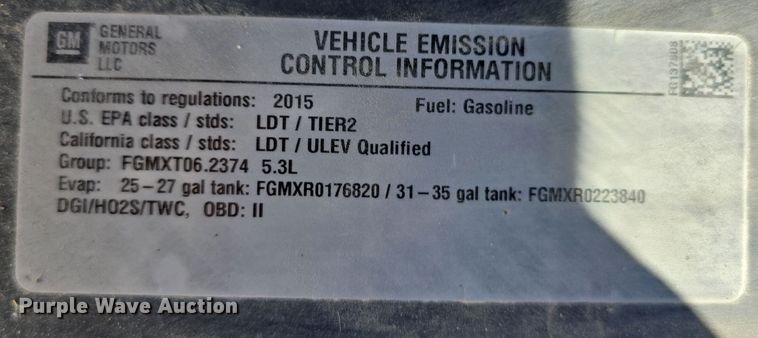 GM
GENERAL
MOTORS
LLC
VEHICLE EMISSION
CONTROL INFORMATION
Conforms to regulations: 2015 Fuel: Gasoline
U.S. EPA class / stds: LDT / TIER2
California class / stds: LDT / ULEV Qualified
Group: FGMXT06.2374 5.3L
Evap: 25-27 gal tank: FGMXR0176820 / 31-35 gal tank: FGMXR0223840
DGI/HO2S/TWC, OBD: II
Purple Wave Auction